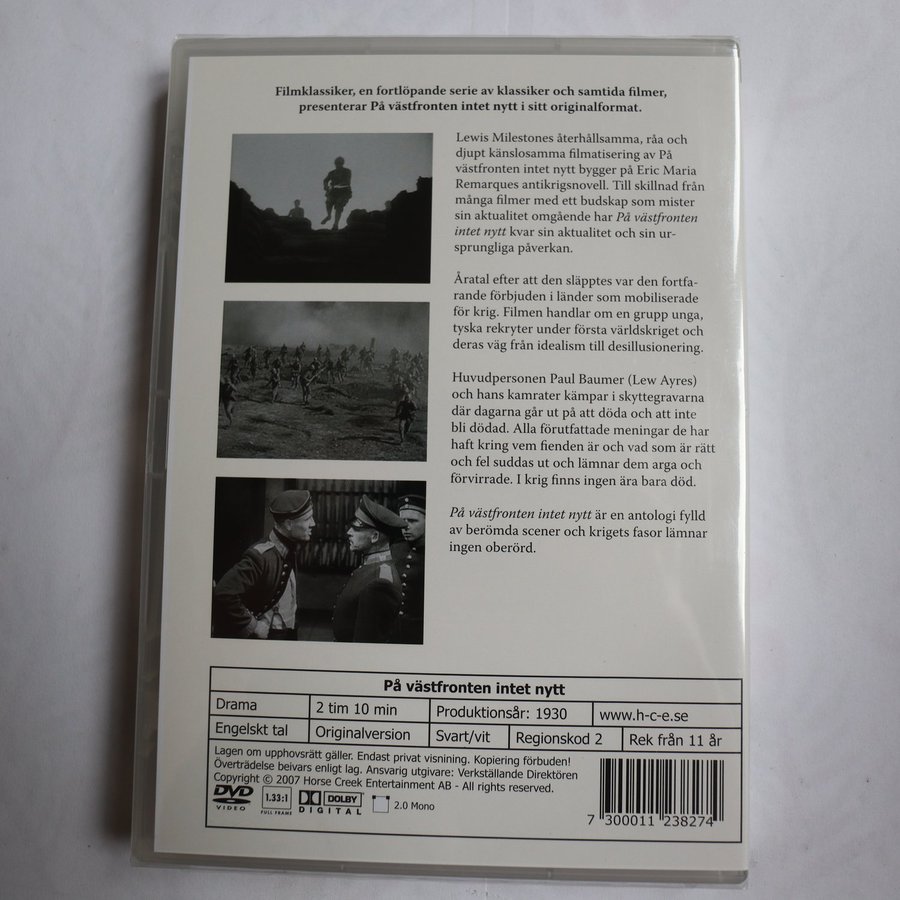 Filmklassiker, en fortlöpande serie av klassiker och samtida filmer,
presenterar På västfronten intet nytt i sitt originalformat.
Lewis Milestones återhållsamma, råa och
djupt känslosamma filmatisering av På
västfronten intet nytt bygger på Eric Maria
Remarques antikrigsnovell. Till skillnad från
många filmer med ett budskap som mister
sin aktualitet omgående har På västfronten
intet nytt kvar sin aktualitet och sin ur-
sprungliga påverkan.
Åratal efter att den släpptes var den fortfa-
rande förbjuden i länder som mobiliserade
för krig. Filmen handlar om en grupp unga,
tyska rekryter under första världskriget och
deras väg från idealism till desillusionering.
Huvudpersonen Paul Baumer (Lew Ayres)
och hans kamrater kämpar i skyttegravarna
där dagarna går ut på att döda och att inte
bli dödad. Alla förutfattade meningar de har
haft kring vem fienden är och vad som är rätt
och fel suddas ut och lämnar dem arga och
förvirrade. I krig finns ingen ära bara död.
På västfronten intet nytt är en antologi fylld
av berömda scener och krigets fasor lämnar
ingen oberörd.
På västfronten intet nytt
Drama 2 tim 10 min Produktionsår: 1930 www.h-c-e.se
Engelskt tal Originalversion Svart/vit Regionskod 2 Rek från 11 år
Lagen om upphovsrätt gäller. Endast privat visning. Kopiering förbuden!
Överträdelse beivars enligt lag. Ansvarig utgivare: Verkställande Direktören
Copyright © 2007 Horse Creek Entertainment AB - All rights reserved.
DVD VIDEO
1.33:1 FULL FRAME
DOLBY DIGITAL
2.0 Mono
7 300011 238274